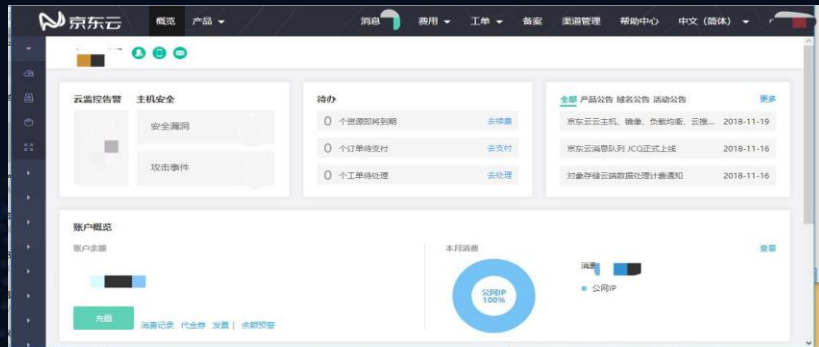 京东云 概览 产品 消息 费用 工单 备案 渠道管理 帮助中心 中文（简体）
云监控告警 主机安全
安全漏洞
攻击事件
待办
0 个资源即将到期 去续费
0 个订单待支付 去支付
0 个工单待处理 去处理
全部 产品公告 域名公告 活动公告 更多
京东云云主机、镜像、负载均衡、云搜... 2018-11-19
京东云消息队列 JCQ正式上线 2018-11-16
对象存储云端数据处理计量通知 2018-11-16
账户概览
账户余额
充值 消费记录 代金券 发票 | 余额预警
本月消费 查看
公网IP
100%
消费
公网IP